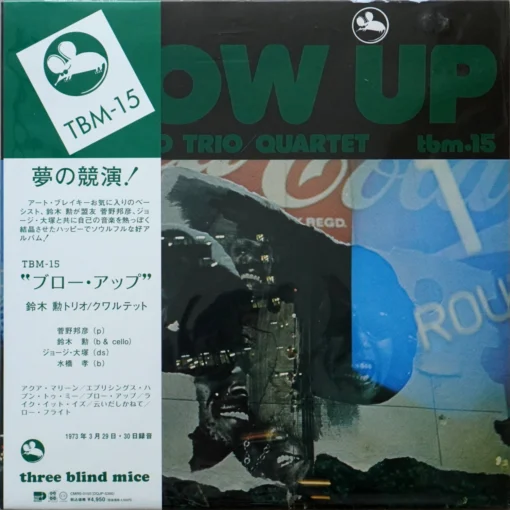 TBM-15
OW UP
O TRIO/QUARTET
tbm-15
夢の競演!
アート・ブレイキーお気に入りのベー
シスト、鈴木 勲が盟友 菅野邦彦、ジョ
ージ・大塚と共に自己の音楽を熱っぽく
結晶させたハッピーでソウルフルな好ア
ルバム!
TBM-15
"ブロー・アップ"
鈴木 勲トリオ/クワルテット
菅野邦彦 (p)
鈴木 勲 (b & cello)
ジョージ・大塚 (ds)
水橋 孝 (b)
アクア・マリーン/エブリシングス・ハ
プン・トゥ・ミー/ブロー・アップ/ラ
イク・イット・イズ/云いだしかねて/
ロー・フライト
1973年3月29日・30日録音
three blind mice
¥4,950
REGD.
Cola
ROU